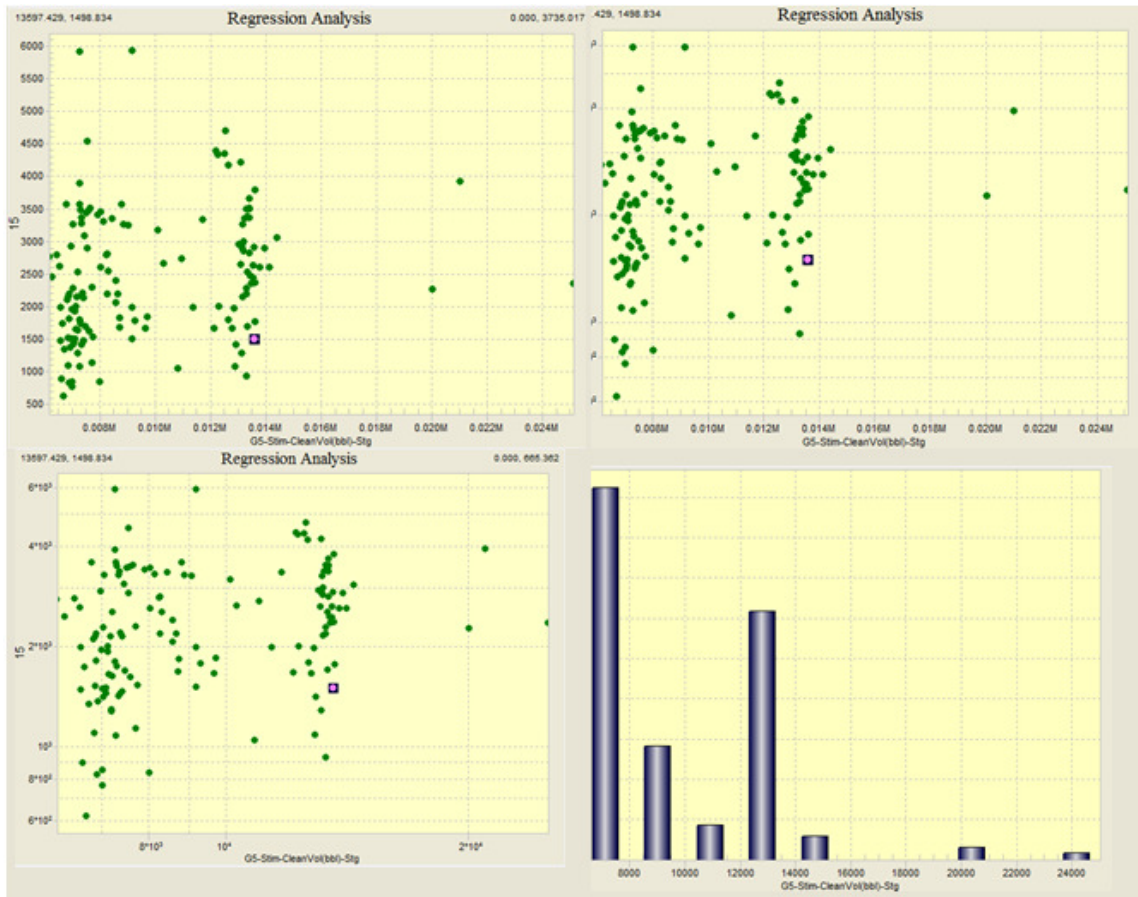 13597.429, 1498.834 Regression Analysis 0.000, 3735.017
6000
5500
5000
4500
4000
3500
3000
2500
2000
1500
1000
500
15
0.008M 0.010M 0.012M 0.014M 0.016M 0.018M 0.020M 0.022M 0.024M
G5-Stim-CleanVol(bbl)-Stg
.429, 1498.834 Regression Analysis
0.008M 0.010M 0.012M 0.014M 0.016M 0.018M 0.020M 0.022M 0.024M
G5-Stim-CleanVol(bbl)-Stg
13597.429, 1498.834 Regression Analysis 0.000, 665.362
6*10³
4*10³
2*10³
15
10³
8*10²
6*10²
8*10³ 10⁴ 2*10⁴
G5-Stim-CleanVol(bbl)-Stg
8000 10000 12000 14000 16000 18000 20000 22000 24000
G5-Stim-CleanVol(bbl)-Stg